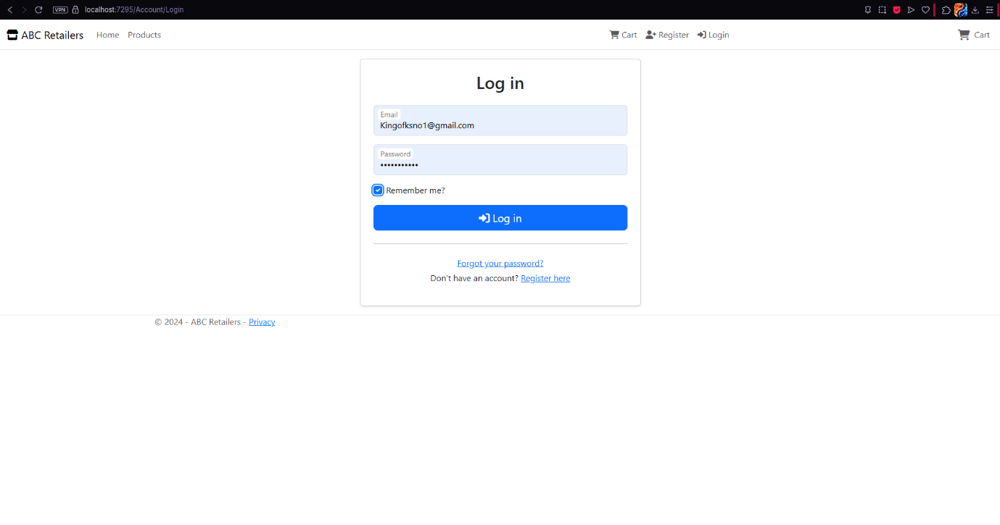 VPN localhost:7295/Account/Login
ABC Retailers Home Products Cart Register Login Cart
Log in
Email
Kingofksno1@gmail.com
Password
•••••••••••
Remember me?
Log in
Forgot your password?
Don't have an account? Register here
© 2024 - ABC Retailers - Privacy